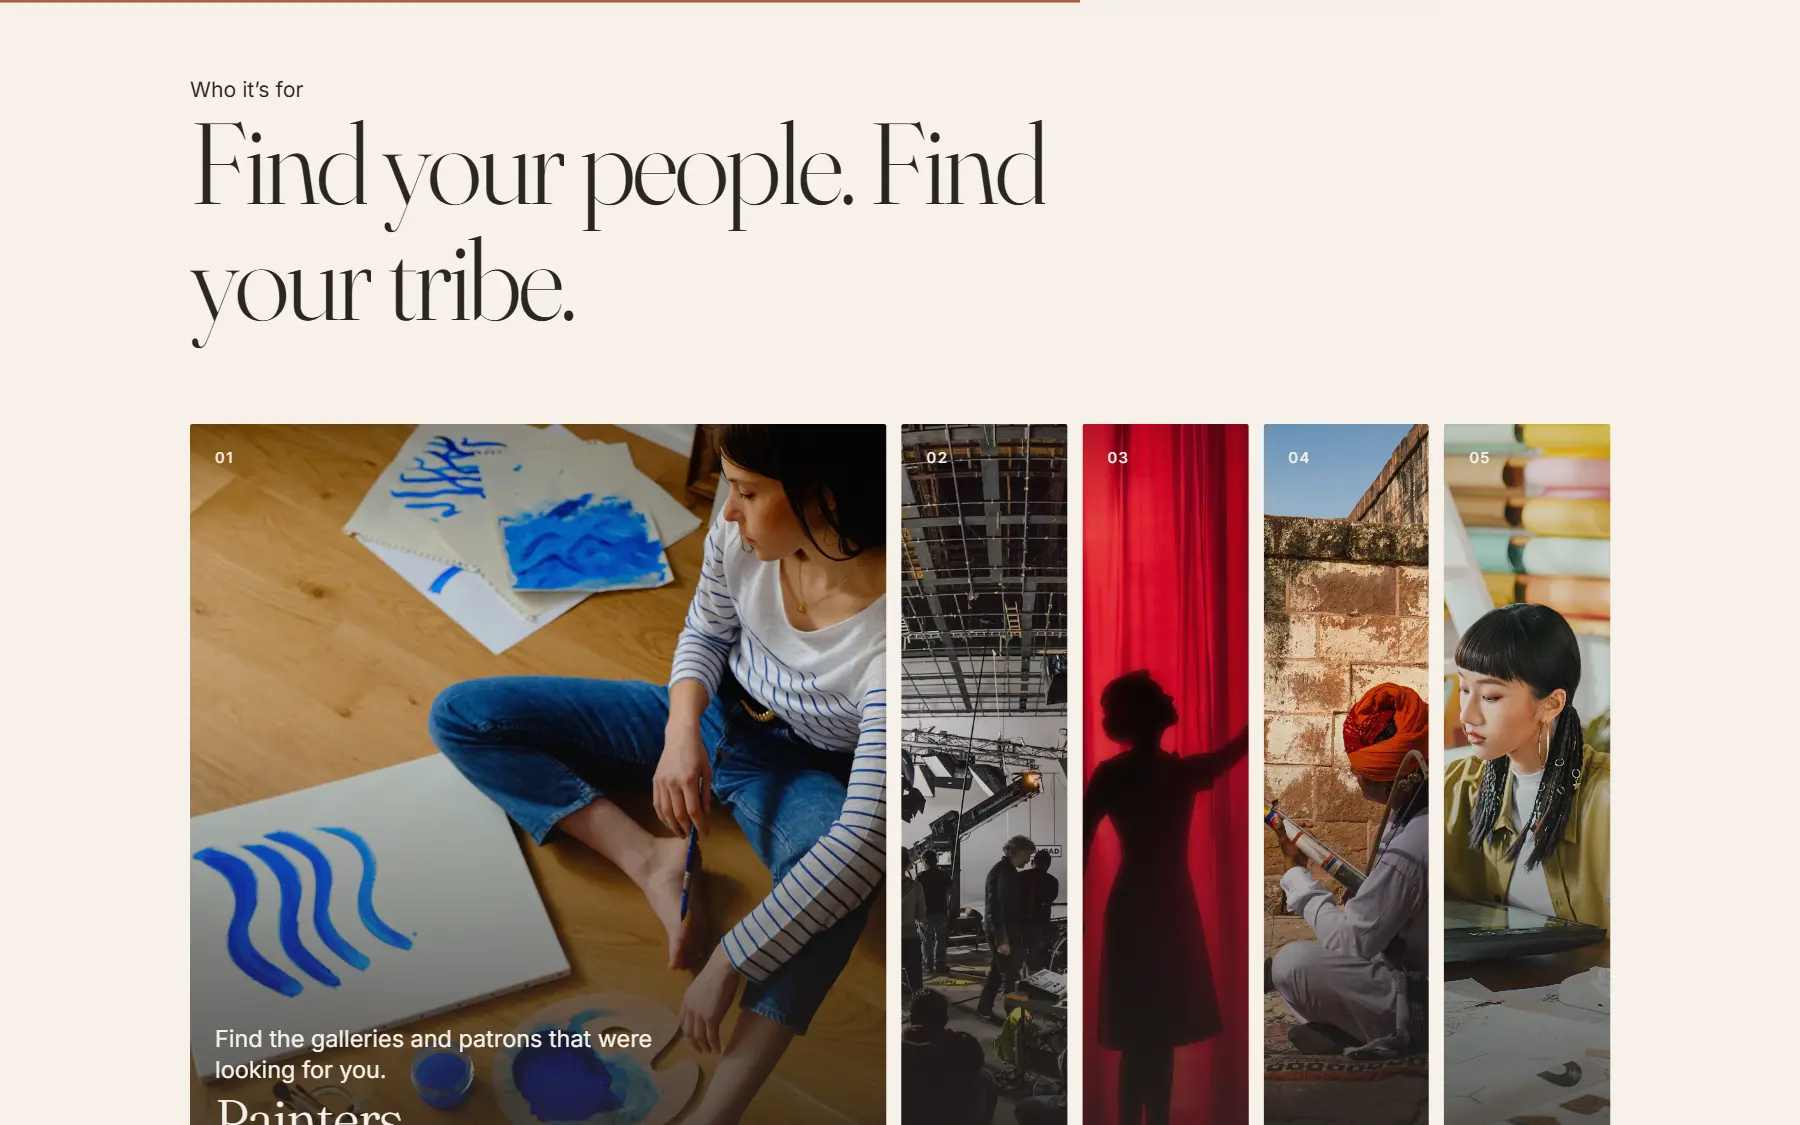 Who it’s for
Find your people. Find
your tribe.
01
02
03
04
05
Find the galleries and patrons that were
looking for you.
Painters